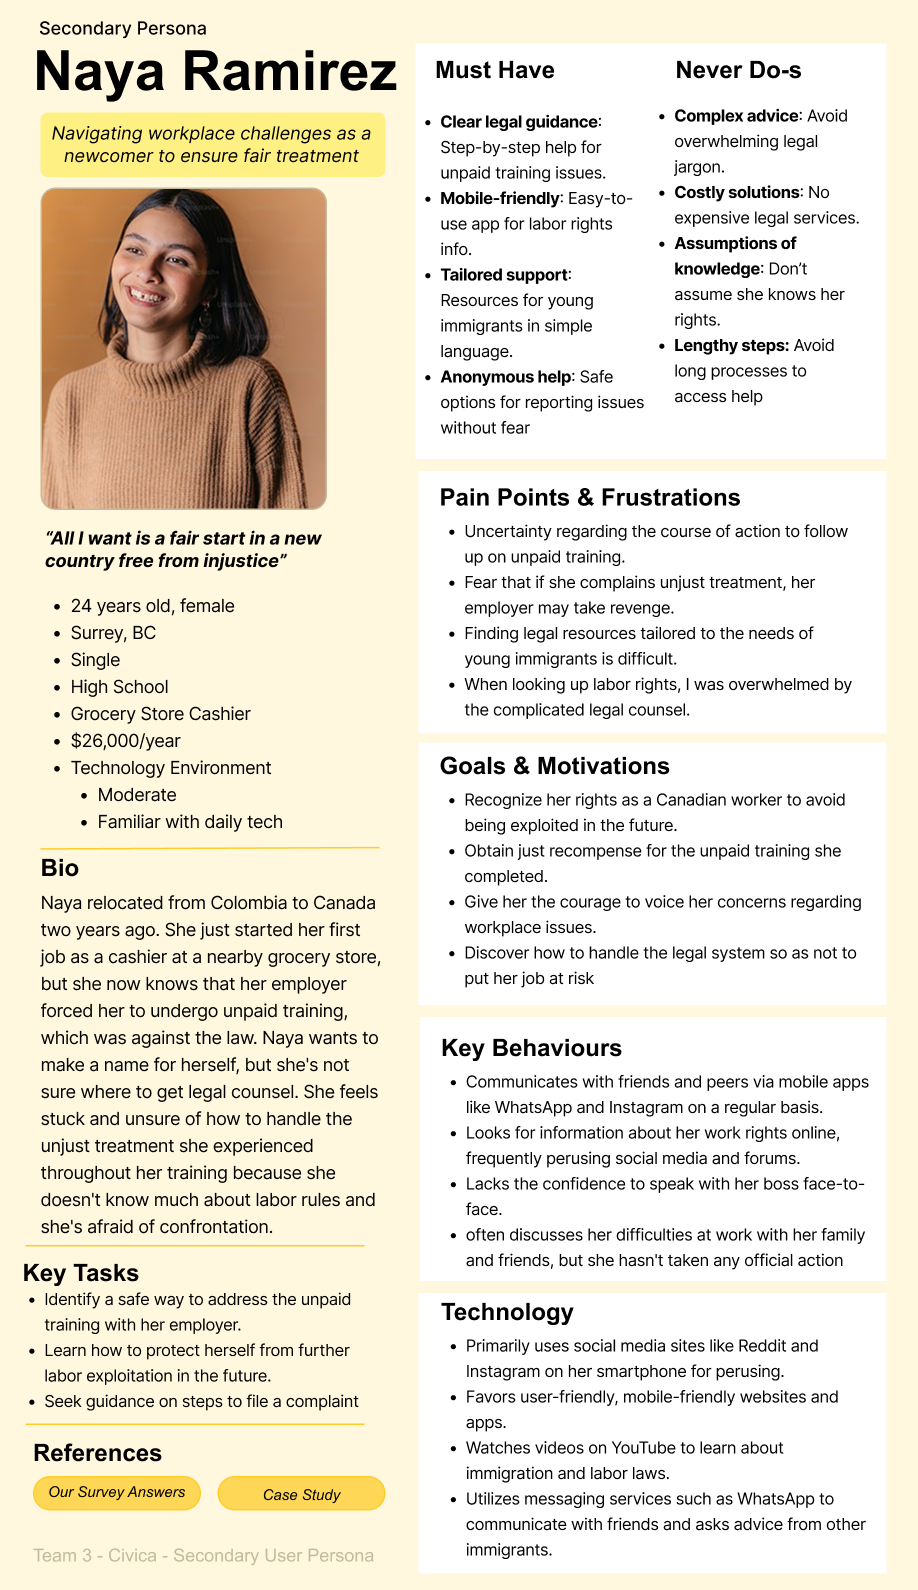 Secondary Persona
Naya Ramirez
Navigating workplace challenges as a
newcomer to ensure fair treatment
“All I want is a fair start in a new
country free from injustice”
• 24 years old, female
• Surrey, BC
• Single
• High School
• Grocery Store Cashier
• $26,000/year
• Technology Environment
• Moderate
• Familiar with daily tech
Bio
Naya relocated from Colombia to Canada
two years ago. She just started her first
job as a cashier at a nearby grocery store,
but she now knows that her employer
forced her to undergo unpaid training,
which was against the law. Naya wants to
make a name for herself, but she's not
sure where to get legal counsel. She feels
stuck and unsure of how to handle the
unjust treatment she experienced
throughout her training because she
doesn't know much about labor rules and
she's afraid of confrontation.
Key Tasks
• Identify a safe way to address the unpaid
training with her employer.
• Learn how to protect herself from further
labor exploitation in the future.
• Seek guidance on steps to file a complaint
References
Our Survey Answers
Case Study
Team 3 - Civica - Secondary User Persona
Must Have
• Clear legal guidance:
Step-by-step help for
unpaid training issues.
• Mobile-friendly: Easy-to-
use app for labor rights
info.
• Tailored support:
Resources for young
immigrants in simple
language.
• Anonymous help: Safe
options for reporting issues
without fear
Never Do-s
• Complex advice: Avoid
overwhelming legal
jargon.
• Costly solutions: No
expensive legal services.
• Assumptions of
knowledge: Don’t
assume she knows her
rights.
• Lengthy steps: Avoid
long processes to
access help
Pain Points & Frustrations
• Uncertainty regarding the course of action to follow
up on unpaid training.
• Fear that if she complains unjust treatment, her
employer may take revenge.
• Finding legal resources tailored to the needs of
young immigrants is difficult.
• When looking up labor rights, I was overwhelmed by
the complicated legal counsel.
Goals & Motivations
• Recognize her rights as a Canadian worker to avoid
being exploited in the future.
• Obtain just recompense for the unpaid training she
completed.
• Give her the courage to voice her concerns regarding
workplace issues.
• Discover how to handle the legal system so as not to
put her job at risk
Key Behaviours
• Communicates with friends and peers via mobile apps
like WhatsApp and Instagram on a regular basis.
• Looks for information about her work rights online,
frequently perusing social media and forums.
• Lacks the confidence to speak with her boss face-to-
face.
• often discusses her difficulties at work with her family
and friends, but she hasn't taken any official action
Technology
• Primarily uses social media sites like Reddit and
Instagram on her smartphone for perusing.
• Favors user-friendly, mobile-friendly websites and
apps.
• Watches videos on YouTube to learn about
immigration and labor laws.
• Utilizes messaging services such as WhatsApp to
communicate with friends and asks advice from other
immigrants.